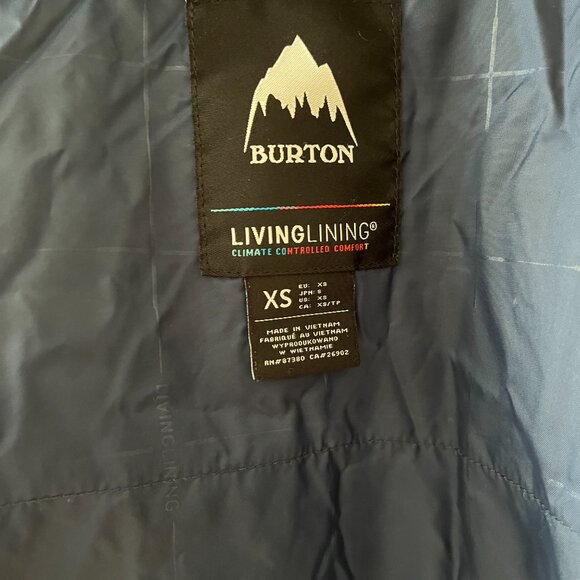 BURTON
LIVINGLINING®
CLIMATE CONTROLLED COMFORT
XS
EU: XS
JPN: S
US: XS
CA: XS/TP
MADE IN VIETNAM
FABRIQUÉ AU VIETNAM
WYPRODUKOWANO
W WIETNAMIE
RN#87380 CA#26902
LIVINGLINING